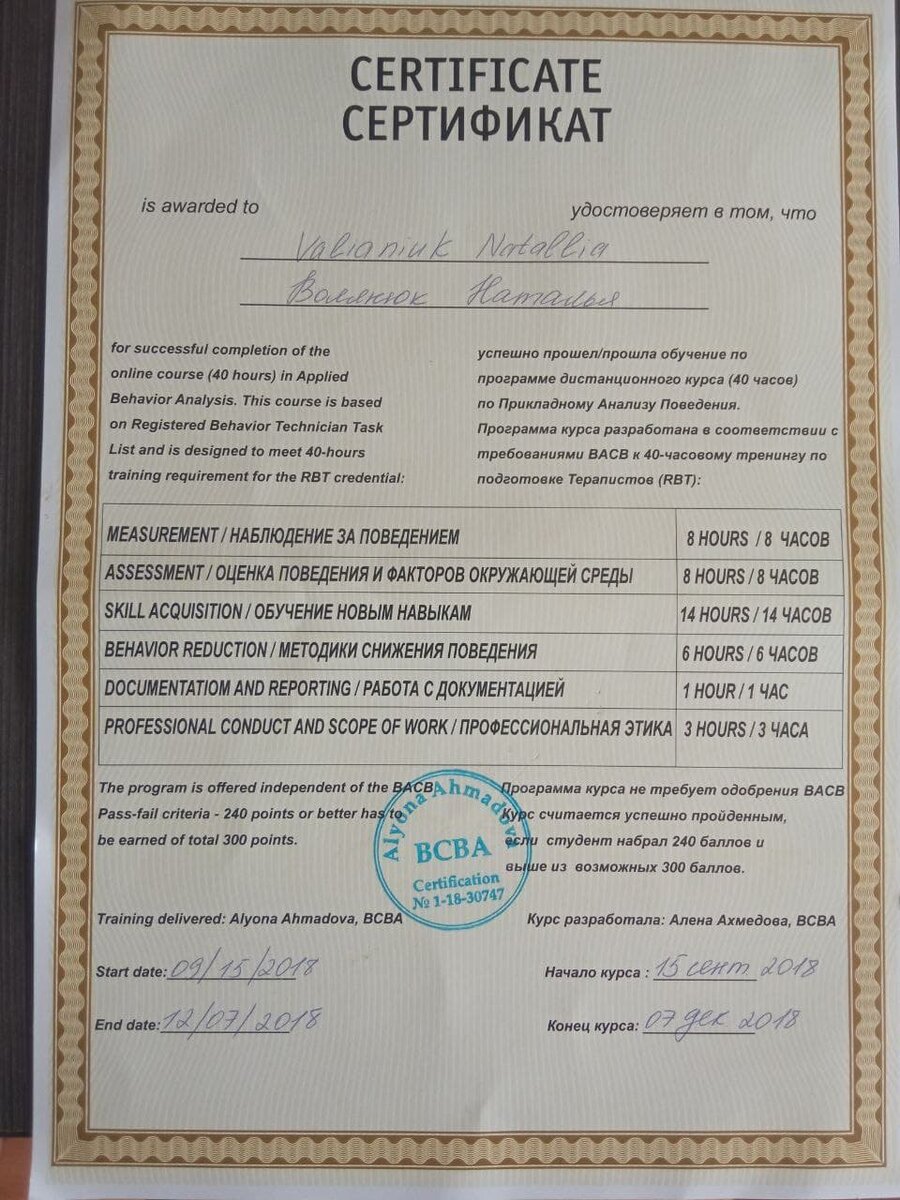 CERTIFICATE
СЕРТИФИКАТ
is awarded to
удостоверяет в том, что
Valianiuk Natallia
Волянюк Наталья
for successful completion of the
online course (40 hours) in Applied
Behavior Analysis. This course is based
on Registered Behavior Technician Task
List and is designed to meet 40-hours
training requirement for the RBT credential:
успешно прошел/прошла обучение по
программе дистанционного курса (40 часов)
по Прикладному Анализу Поведения.
Программа курса разработана в соответствии с
требованиями BACB к 40-часовому тренингу по
подготовке Терапистов (RBT):
MEASUREMENT / НАБЛЮДЕНИЕ ЗА ПОВЕДЕНИЕМ 8 HOURS / 8 ЧАСОВ
ASSESSMENT / ОЦЕНКА ПОВЕДЕНИЯ И ФАКТОРОВ ОКРУЖАЮЩЕЙ СРЕДЫ 8 HOURS / 8 ЧАСОВ
SKILL ACQUISITION / ОБУЧЕНИЕ НОВЫМ НАВЫКАМ 14 HOURS / 14 ЧАСОВ
BEHAVIOR REDUCTION / МЕТОДИКИ СНИЖЕНИЯ ПОВЕДЕНИЯ 6 HOURS / 6 ЧАСОВ
DOCUMENTATIOM AND REPORTING / РАБОТА С ДОКУМЕНТАЦИЕЙ 1 HOUR / 1 ЧАС
PROFESSIONAL CONDUCT AND SCOPE OF WORK / ПРОФЕССИОНАЛЬНАЯ ЭТИКА 3 HOURS / 3 ЧАСА
The program is offered independent of the BACB
Pass-fail criteria - 240 points or better has to
be earned of total 300 points.
Программа курса не требует одобрения BACB
Курс считается успешно пройденным,
если студент набрал 240 баллов и
выше из возможных 300 баллов.
Alyona Ahmadova
BCBA
Certification
№ 1-18-30747
Training delivered: Alyona Ahmadova, BCBA
Курс разработала: Алена Ахмедова, BCBA
Start date: 09/15/2018
Начало курса : 15 сент 2018
End date: 12/07/2018
Конец курса: 07 дек 2018